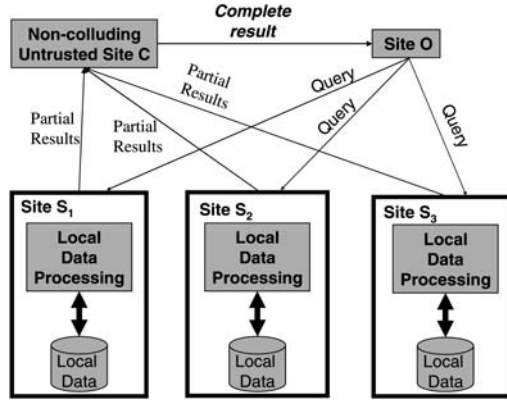 Complete
result
Non-colluding
Untrusted Site C
Site O
Partial
Results
Partial
Results
Partial
Results
Query
Query
Query
Site S1
Local
Data
Processing
Local
Data
Site S2
Local
Data
Processing
Local
Data
Site S3
Local
Data
Processing
Local
Data